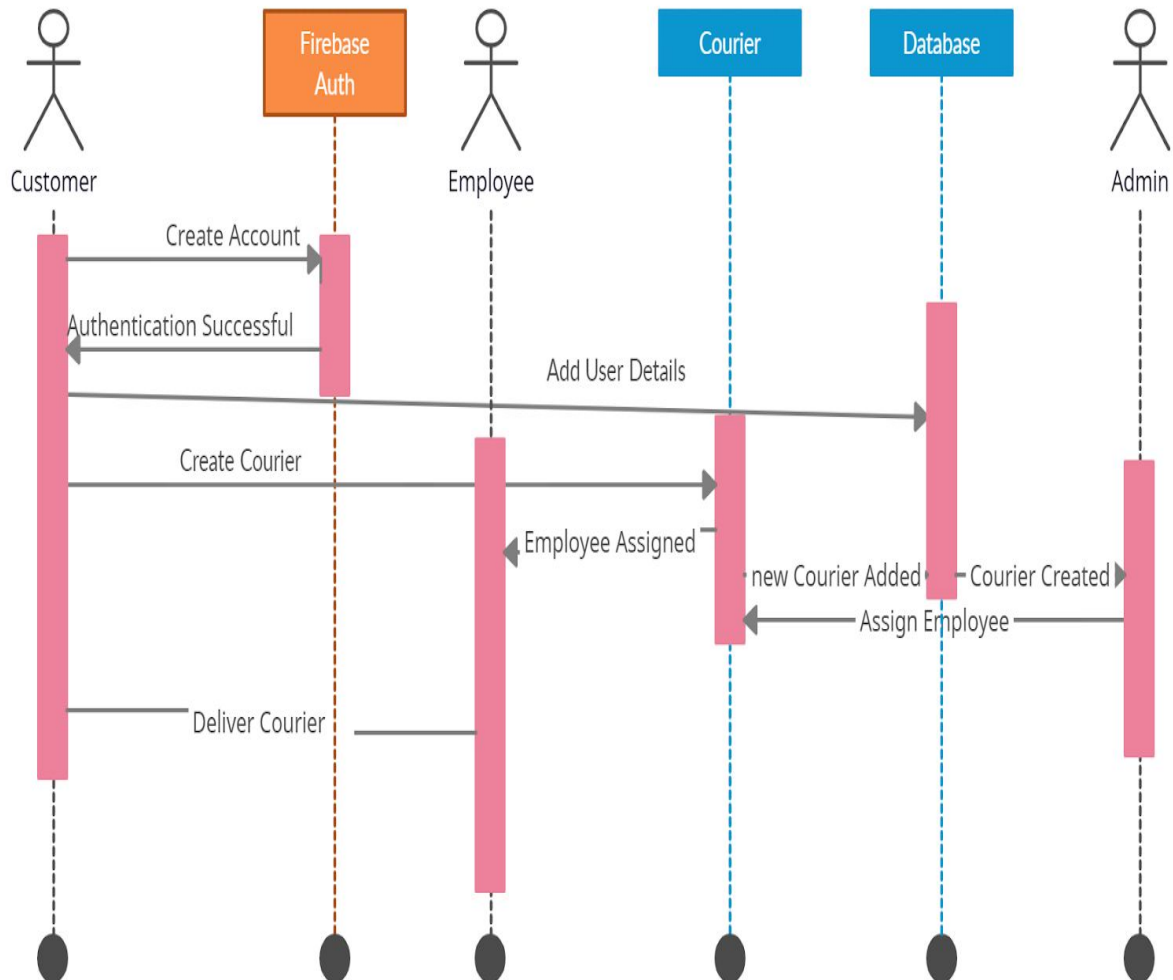 Firebase
Auth
Courier
Database
Customer
Employee
Admin
Create Account
Authentication Successful
Add User Details
Create Courier
Employee Assigned
new Courier Added
Courier Created
Assign Employee
Deliver Courier